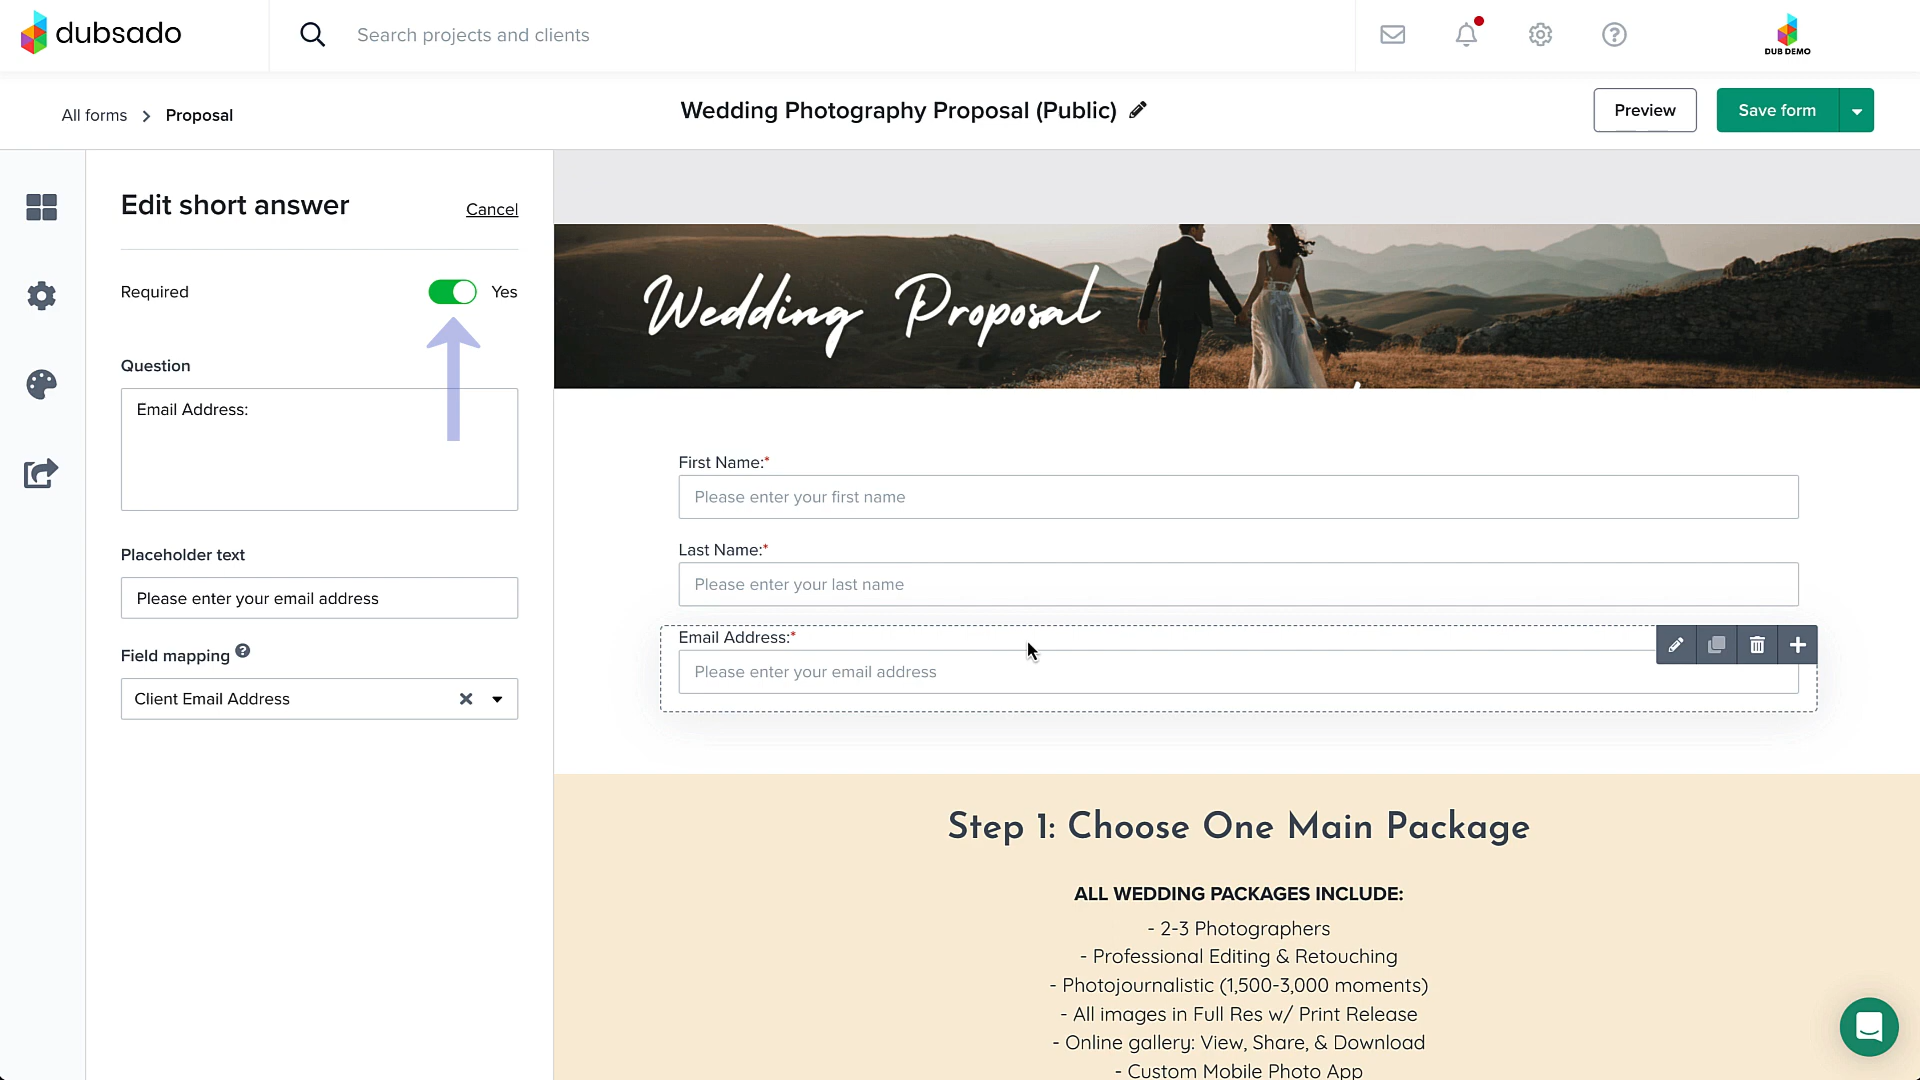 dubsado
Search projects and clients
DUB DEMO
All forms > Proposal
Wedding Photography Proposal (Public)
Preview
Save form
Edit short answer
Cancel
Required
Yes
Question
Email Address:
Placeholder text
Please enter your email address
Field mapping
Client Email Address
Wedding Proposal
First Name:*
Please enter your first name
Last Name:*
Please enter your last name
Email Address:*
Please enter your email address
Step 1: Choose One Main Package
ALL WEDDING PACKAGES INCLUDE:
- 2-3 Photographers
- Professional Editing & Retouching
- Photojournalistic (1,500-3,000 moments)
- All images in Full Res w/ Print Release
- Online gallery: View, Share, & Download
- Custom Mobile Photo App